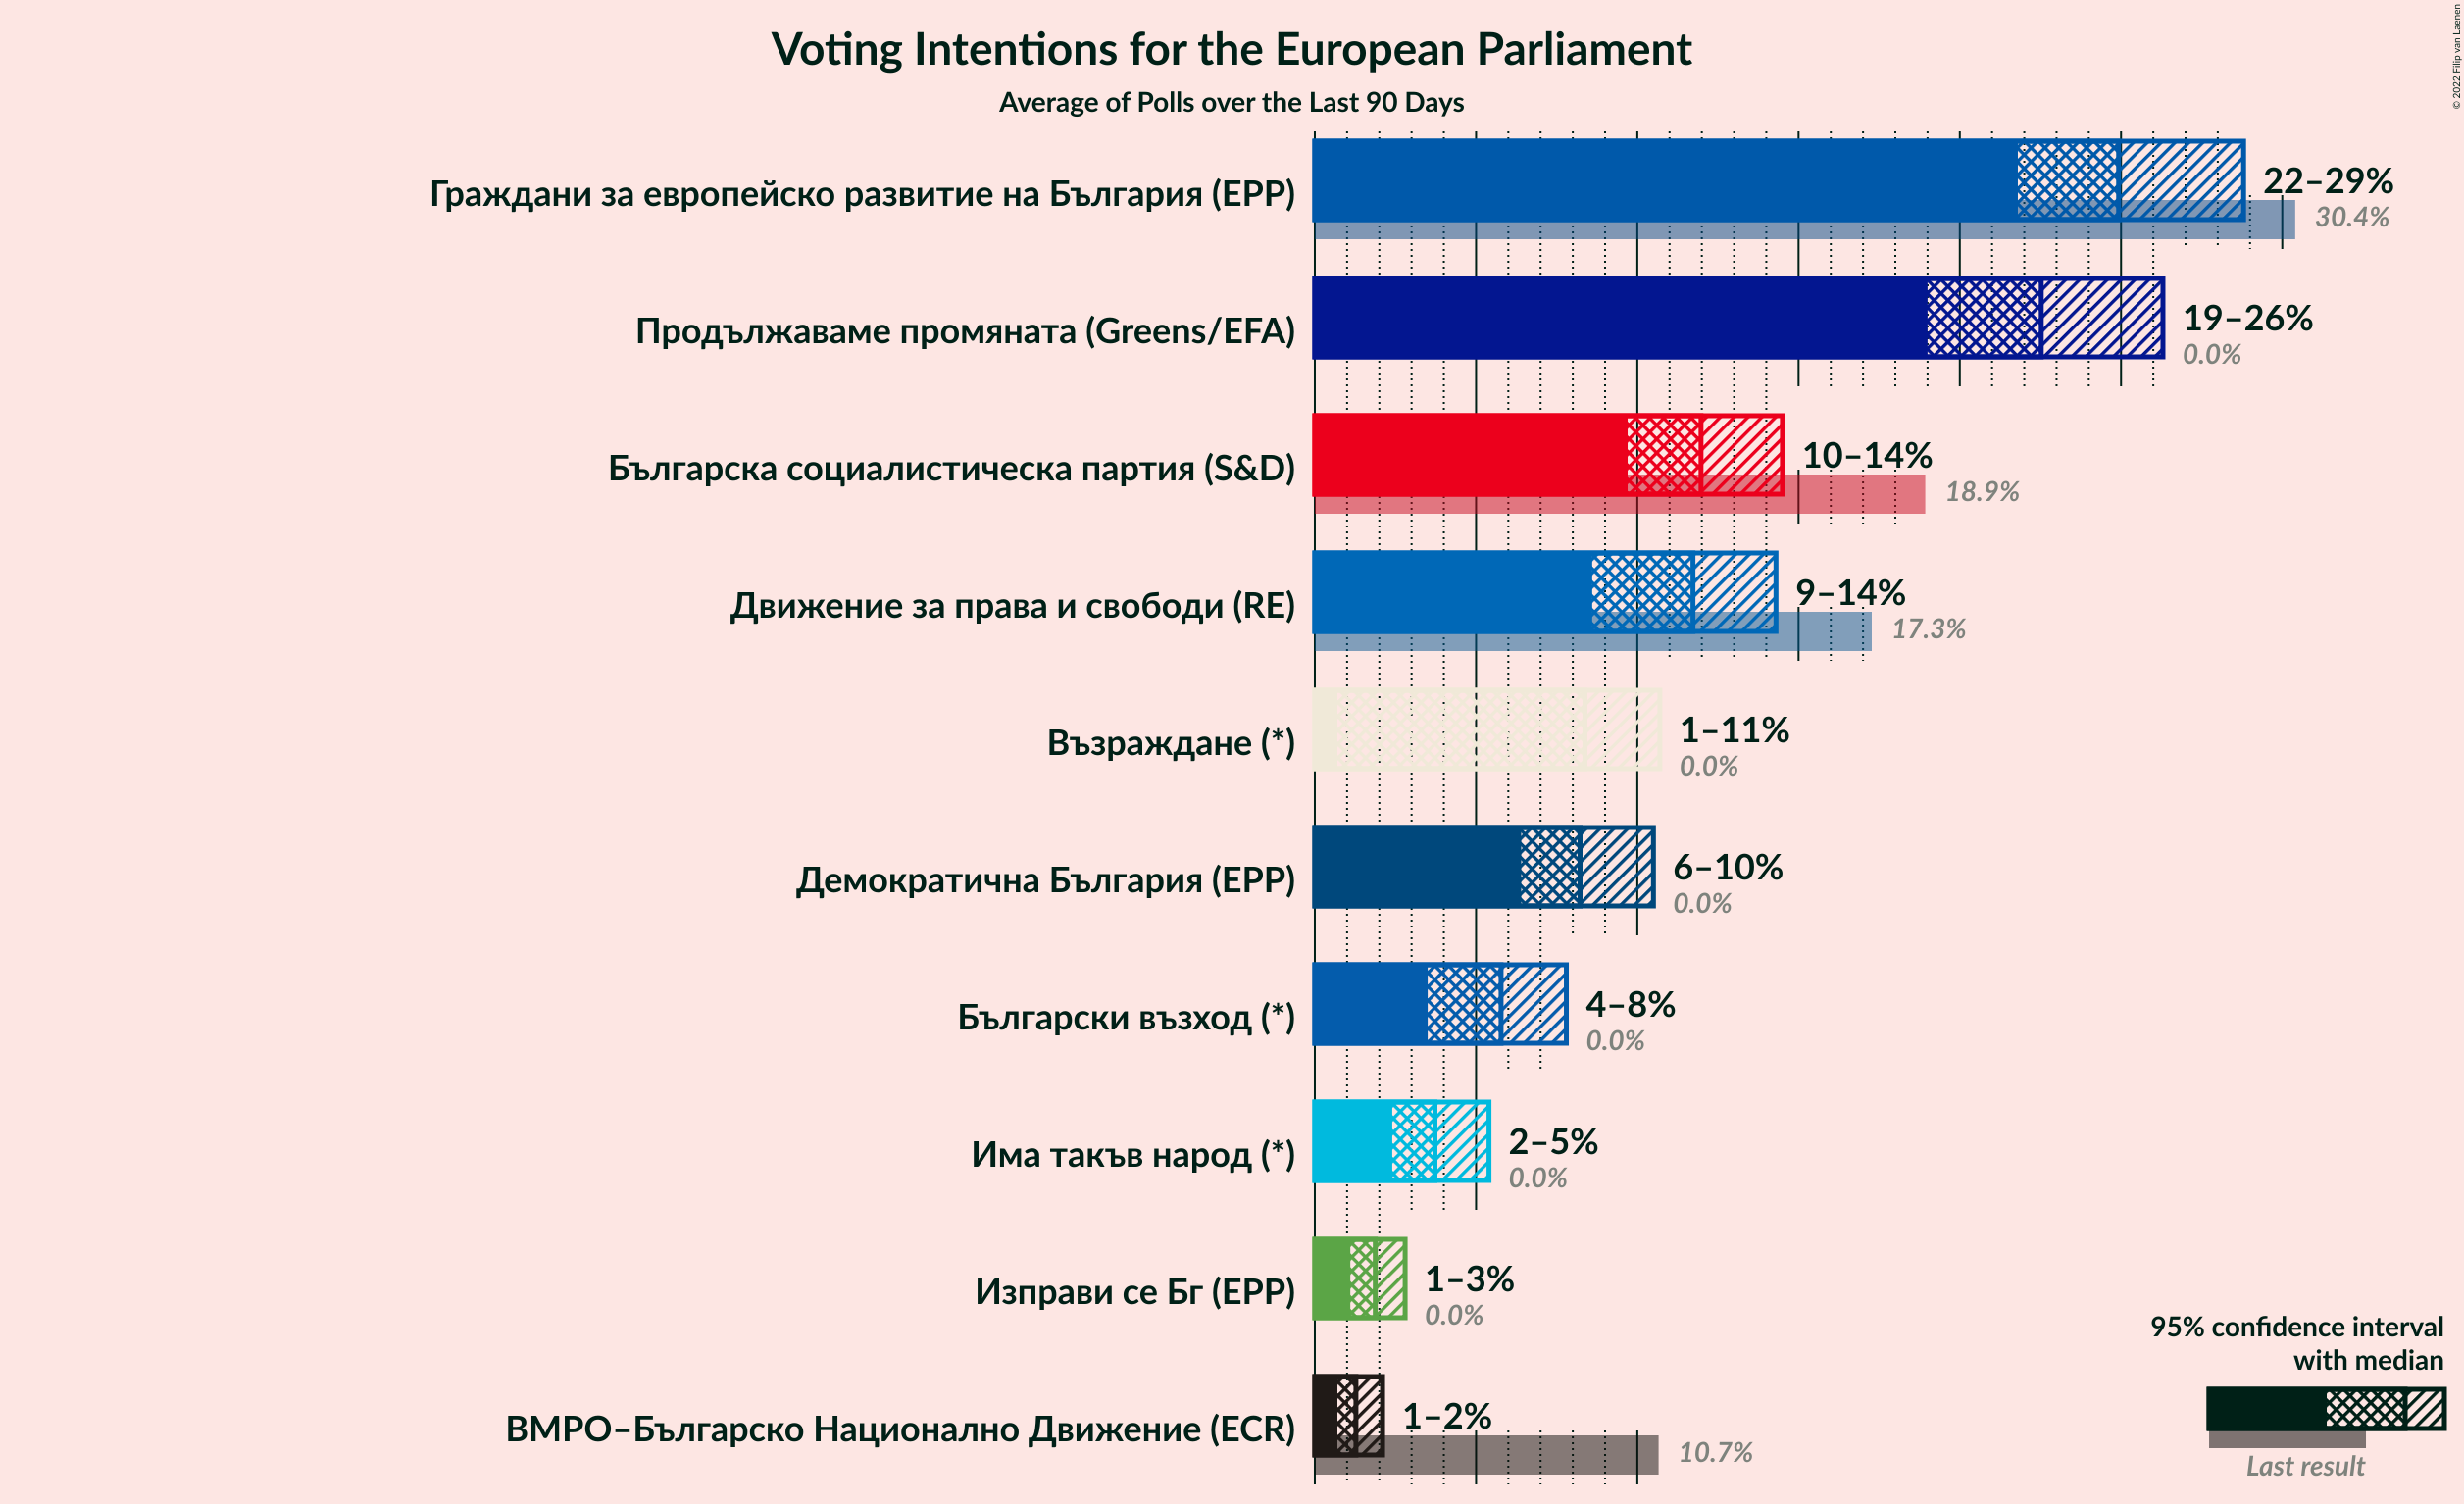 © 2022 Filip van Laenen
Voting Intentions for the European Parliament
Average of Polls over the Last 90 Days
Граждани за европейско развитие на България (EPP)
22–29%
30.4%
Продължаваме промяната (Greens/EFA)
19–26%
0.0%
Българска социалистическа партия (S&D)
10–14%
18.9%
Движение за права и свободи (RE)
9–14%
17.3%
Възраждане (*)
1–11%
0.0%
Демократична България (EPP)
6–10%
0.0%
Български възход (*)
4–8%
0.0%
Има такъв народ (*)
2–5%
0.0%
Изправи се Бг (EPP)
1–3%
0.0%
ВМРО–Българско Национално Движение (ECR)
1–2%
10.7%
95% confidence interval
with median
Last result